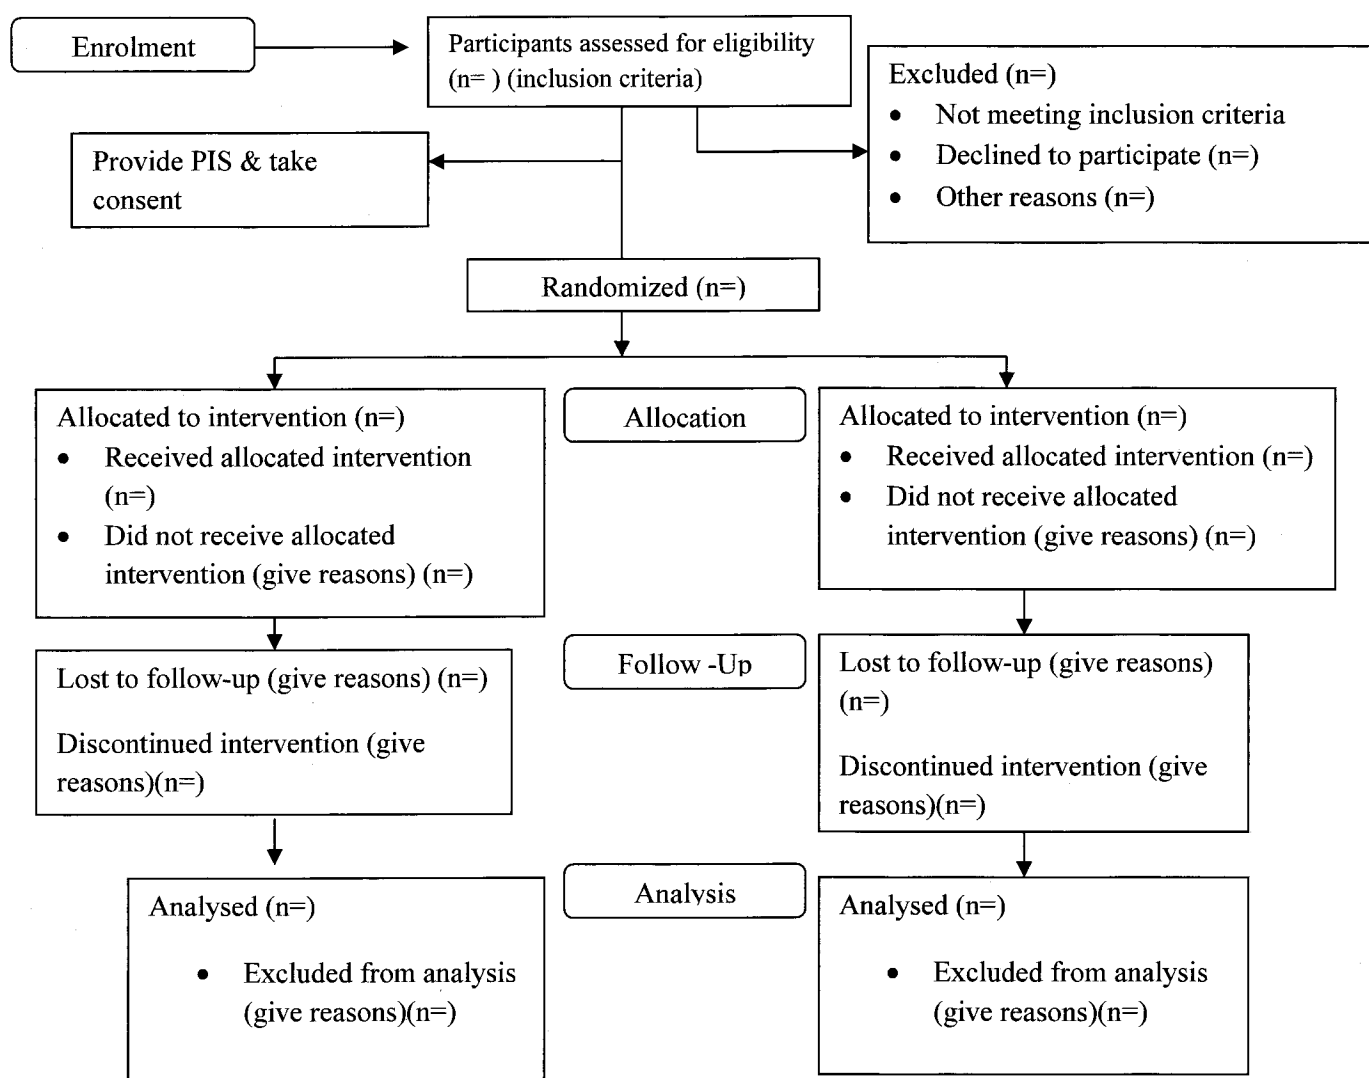 Enrolment
Participants assessed for eligibility
(n= ) (inclusion criteria)
Excluded (n=)
• Not meeting inclusion criteria
• Declined to participate (n=)
• Other reasons (n=)
Provide PIS & take
consent
Randomized (n=)
Allocated to intervention (n=)
• Received allocated intervention
(n=)
• Did not receive allocated
intervention (give reasons) (n=)
Allocation
Allocated to intervention (n=)
• Received allocated intervention (n=)
• Did not receive allocated
intervention (give reasons) (n=)
Lost to follow-up (give reasons) (n=)
Discontinued intervention (give
reasons)(n=)
Follow -Up
Lost to follow-up (give reasons)
(n=)
Discontinued intervention (give
reasons)(n=)
Analysed (n=)
• Excluded from analysis
(give reasons)(n=)
Analysis
Analysed (n=)
• Excluded from analysis
(give reasons)(n=)